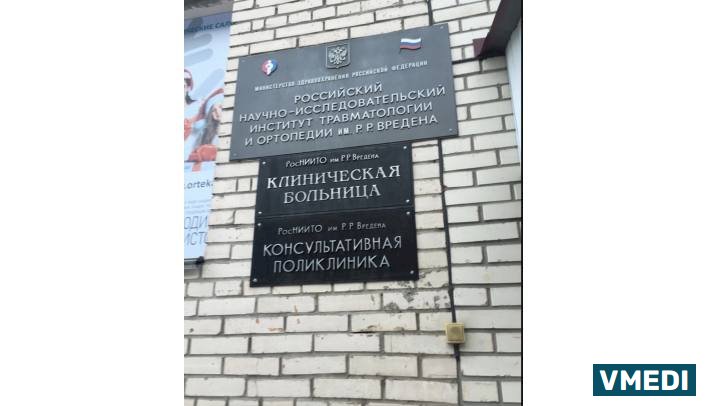 МИНИСТЕРСТВО ЗДРАВООХРАНЕНИЯ РОССИЙСКОЙ ФЕДЕРАЦИИ
РОССИЙСКИЙ
НАУЧНО-ИССЛЕДОВАТЕЛЬСКИЙ
ИНСТИТУТ ТРАВМАТОЛОГИИ
И ОРТОПЕДИИ ИМ. Р.Р ВРЕДЕНА
РосНИИТО им Р.Р Вредена
КЛИНИЧЕСКАЯ
БОЛЬНИЦА
РосНИИТО им Р.Р Вредена
КОНСУЛЬТАТИВНАЯ
ПОЛИКЛИНИКА
VMEDI